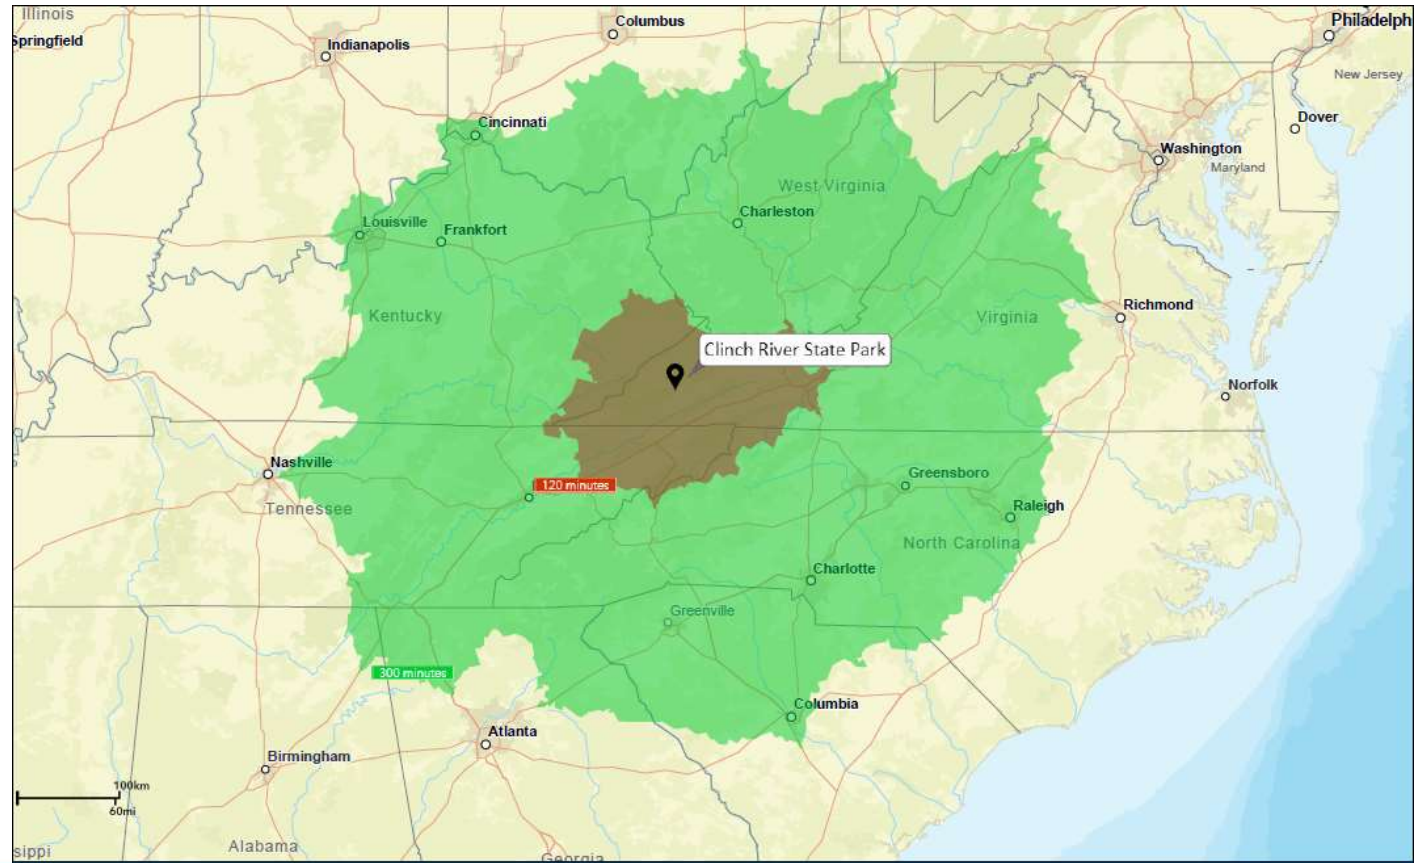 Illinois
Springfield
Indianapolis
Columbus
Philadelph
New Jersey
Dover
Cincinnati
Washington
Maryland
West Virginia
Charleston
Louisville
Frankfort
Kentucky
Virginia
Richmond
Clinch River State Park
Norfolk
Nashville
Tennessee
120 minutes
Greensboro
Raleigh
North Carolina
Charlotte
Greenville
300 minutes
Columbia
Atlanta
Birmingham
100km
60mi
Alabama
sippi
Georgia